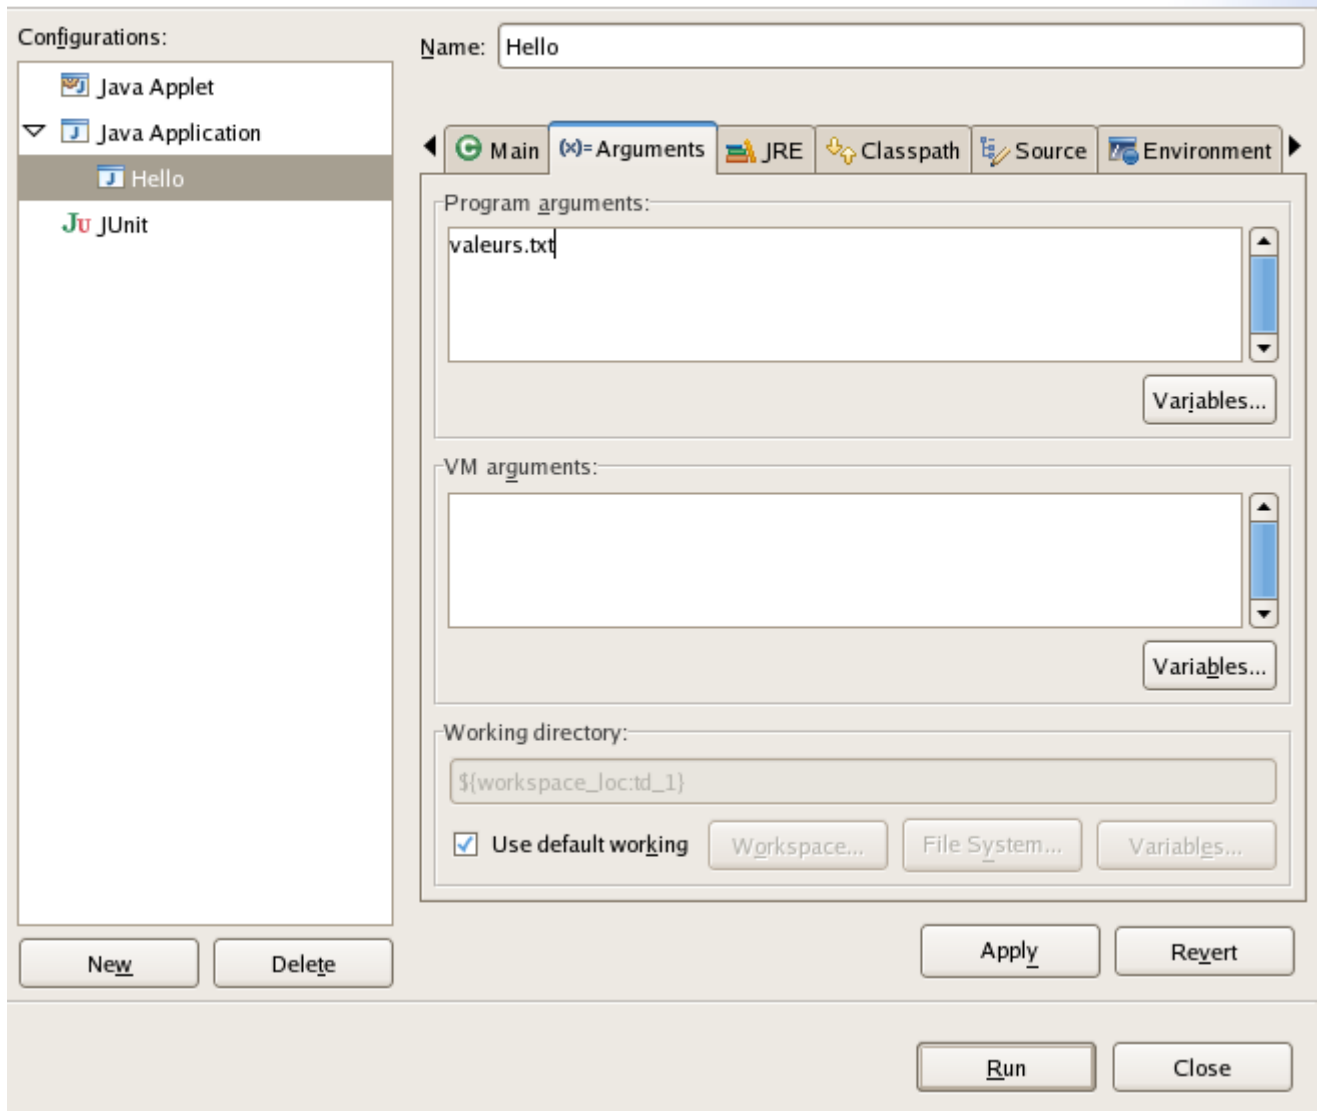 Configurations:
Java Applet
Java Application
Hello
JUnit
New
Delete
Name: Hello
Main
(x)= Arguments
JRE
Classpath
Source
Environment
Program arguments:
valeurs.txt
Variables...
VM arguments:
Variables...
Working directory:
${workspace_loc:td_1}
Use default working
Workspace...
File System...
Variables...
Apply
Revert
Run
Close